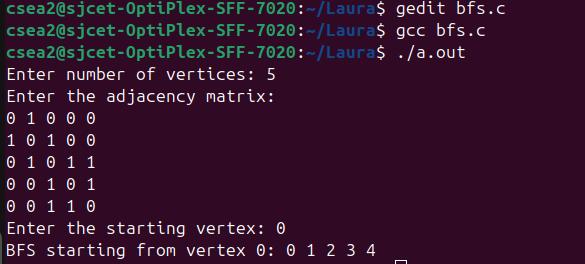 csea2@sjcet-OptiPlex-SFF-7020:~/Laura$ gedit bfs.c
csea2@sjcet-OptiPlex-SFF-7020:~/Laura$ gcc bfs.c
csea2@sjcet-OptiPlex-SFF-7020:~/Laura$ ./a.out
Enter number of vertices: 5
Enter the adjacency matrix:
0 1 0 0 0
1 0 1 0 0
0 1 0 1 1
0 0 1 0 1
0 0 1 1 0
Enter the starting vertex: 0
BFS starting from vertex 0: 0 1 2 3 4